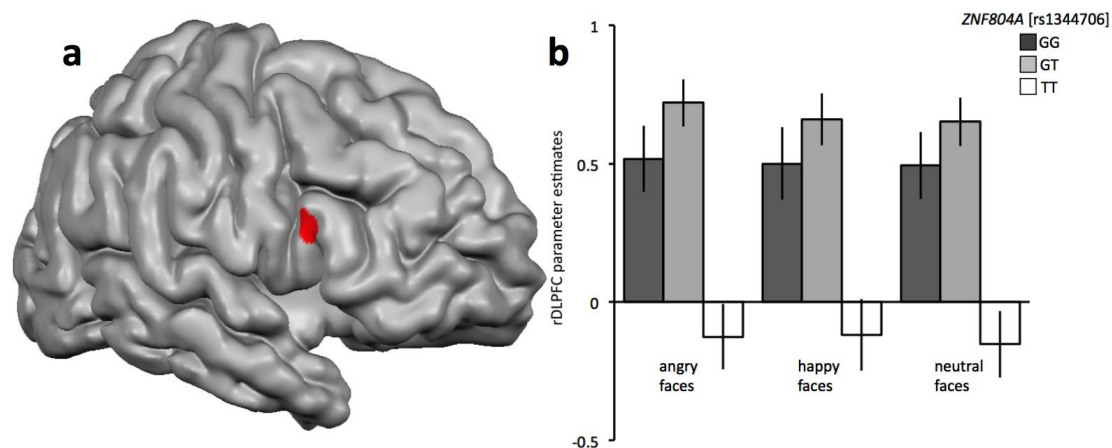 a
b
ZNF804A [rs1344706]
GG
GT
TT
rDLPFC parameter estimates
1
0.5
0
-0.5
angry
faces
happy
faces
neutral
faces